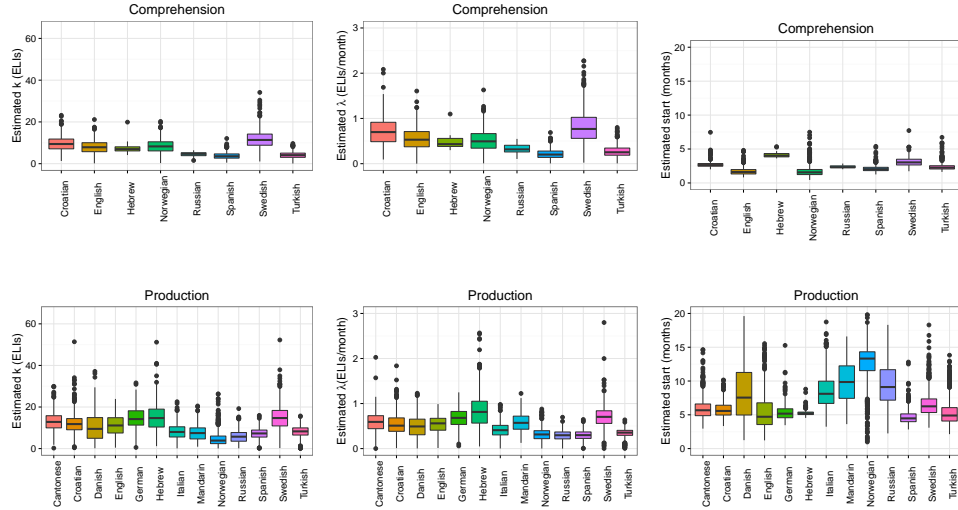 Comprehension
Estimated k (ELIs)
60
40
20
0
Croatian
English
Hebrew
Norwegian
Russian
Spanish
Swedish
Turkish
Comprehension
Estimated λ (ELIs/month)
3
2
1
0
Croatian
English
Hebrew
Norwegian
Russian
Spanish
Swedish
Turkish
Comprehension
Estimated start (months)
20
15
10
5
0
Croatian
English
Hebrew
Norwegian
Russian
Spanish
Swedish
Turkish
Production
Estimated k (ELIs)
60
40
20
0
Cantonese
Croatian
Danish
English
German
Hebrew
Italian
Mandarin
Norwegian
Russian
Spanish
Swedish
Turkish
Production
Estimated λ(ELIs/month)
3
2
1
0
Cantonese
Croatian
Danish
English
German
Hebrew
Italian
Mandarin
Norwegian
Russian
Spanish
Swedish
Turkish
Production
Estimated start (months)
20
15
10
5
0
Cantonese
Croatian
Danish
English
German
Hebrew
Italian
Mandarin
Norwegian
Russian
Spanish
Swedish
Turkish